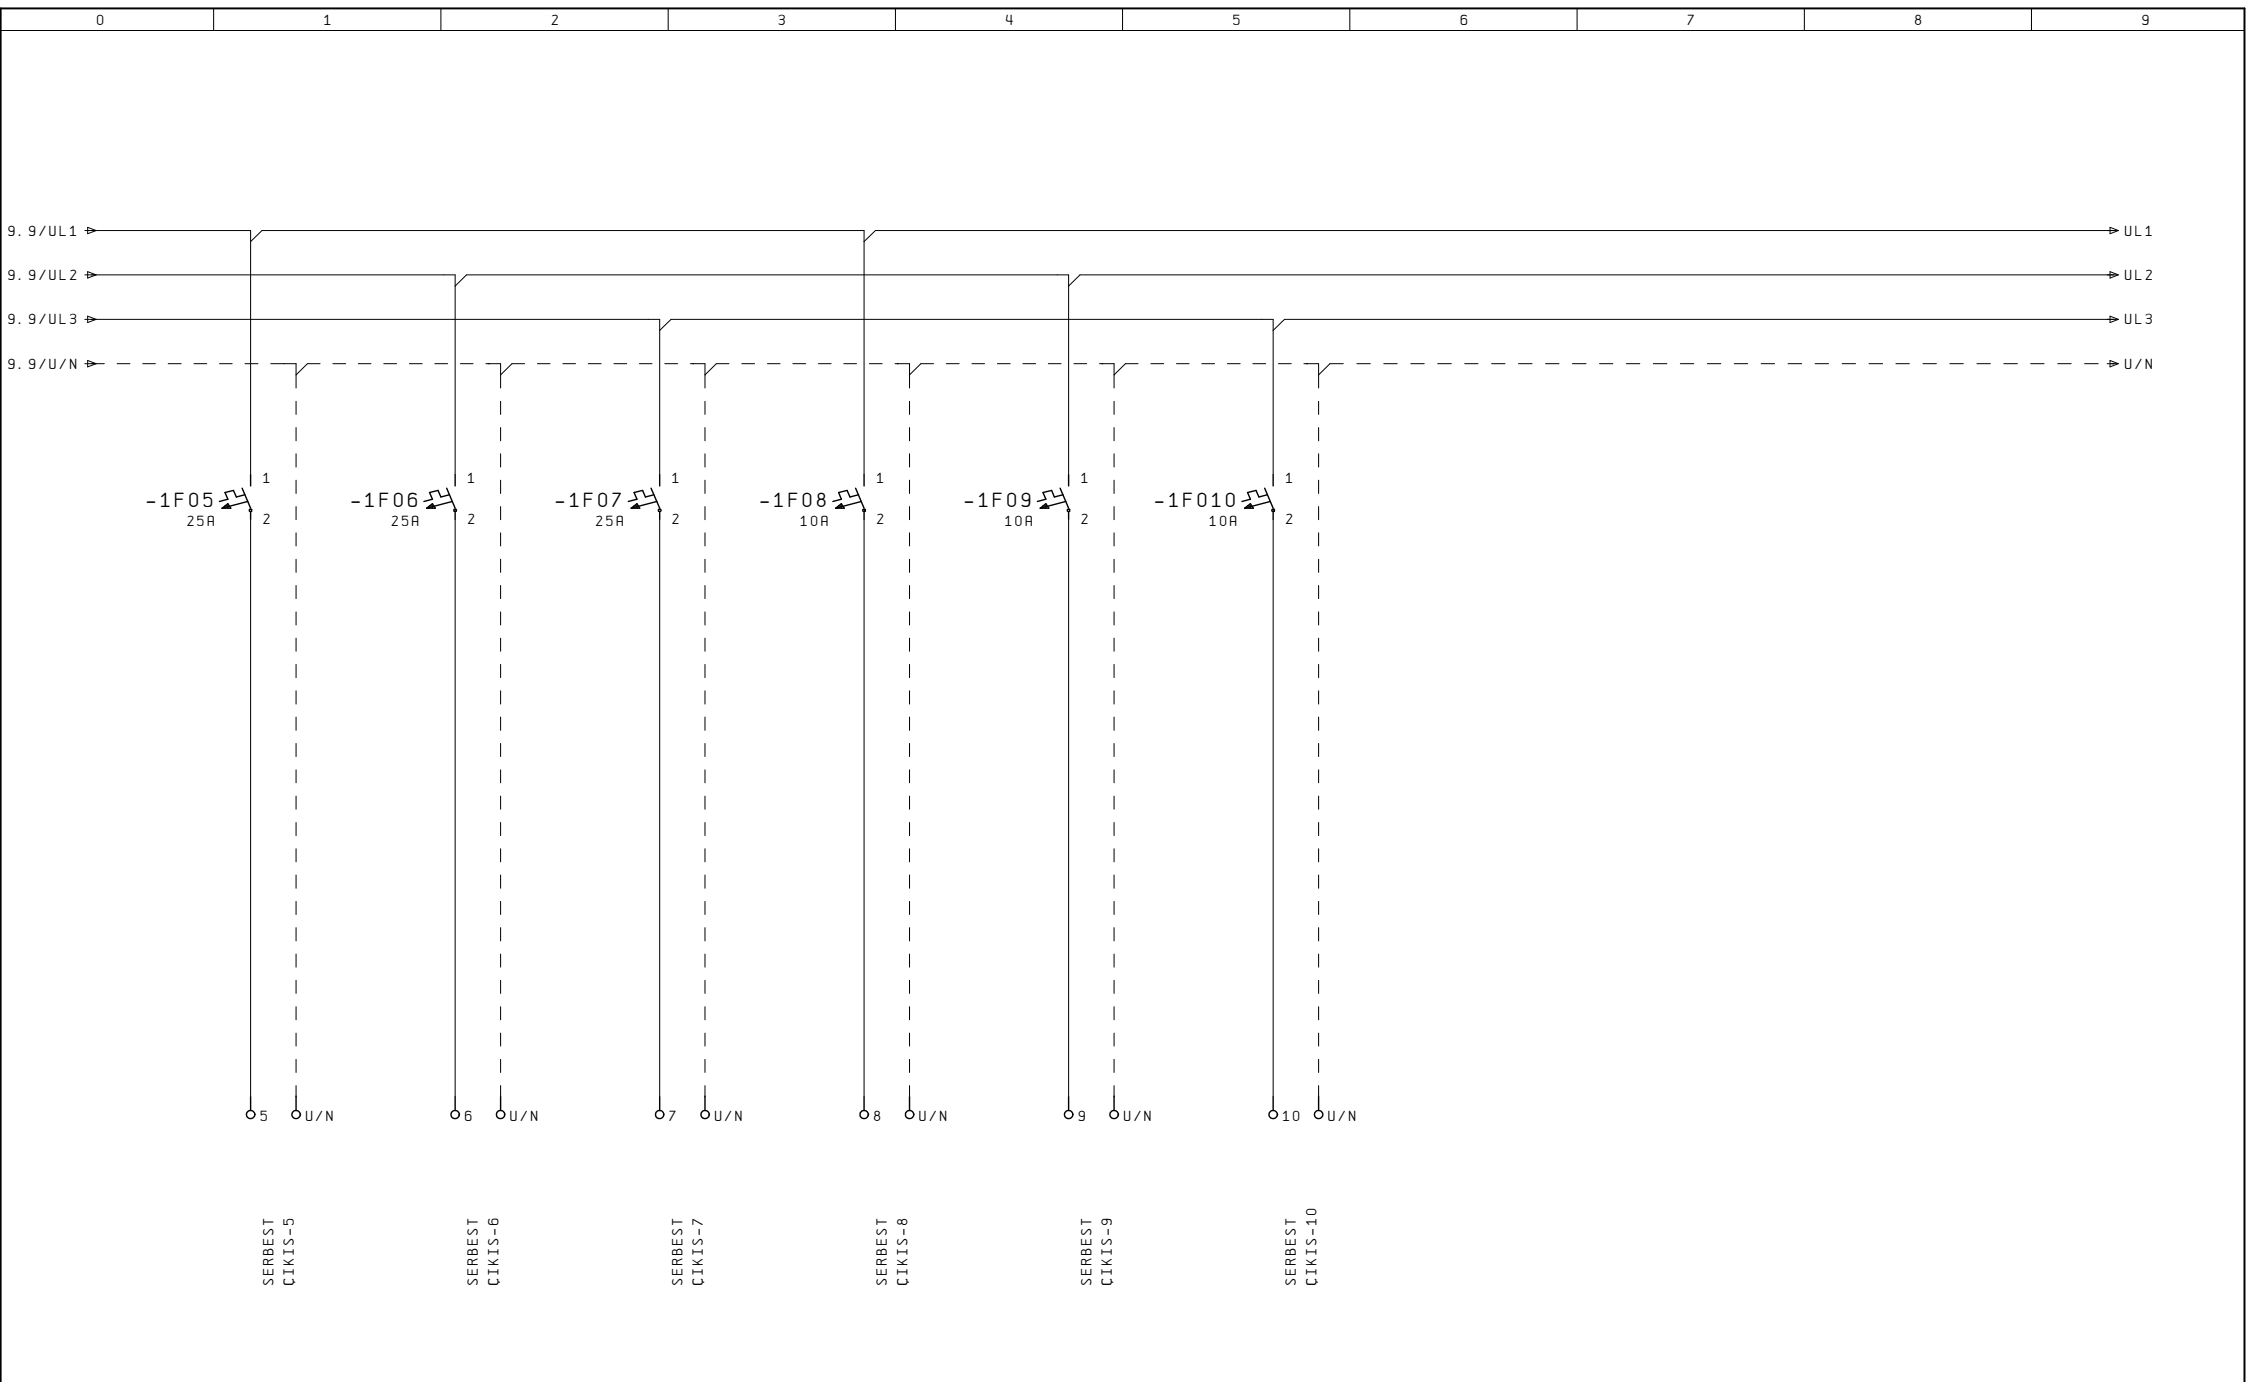 0 1 2 3 4 5 6 7 8 9
9.9/UL1 UL1
9.9/UL2 UL2
9.9/UL3 UL3
9.9/U/N U/N
1 1 1 1 1 1
-1F05 -1F06 -1F07 -1F08 -1F09 -1F010
25A 2 25A 2 25A 2 10A 2 10A 2 10A 2
5 U/N 6 U/N 7 U/N 8 U/N 9 U/N 10 U/N
SERBEST
ÇIKIS-5
SERBEST
ÇIKIS-6
SERBEST
ÇIKIS-7
SERBEST
ÇIKIS-8
SERBEST
ÇIKIS-9
SERBEST
ÇIKIS-10